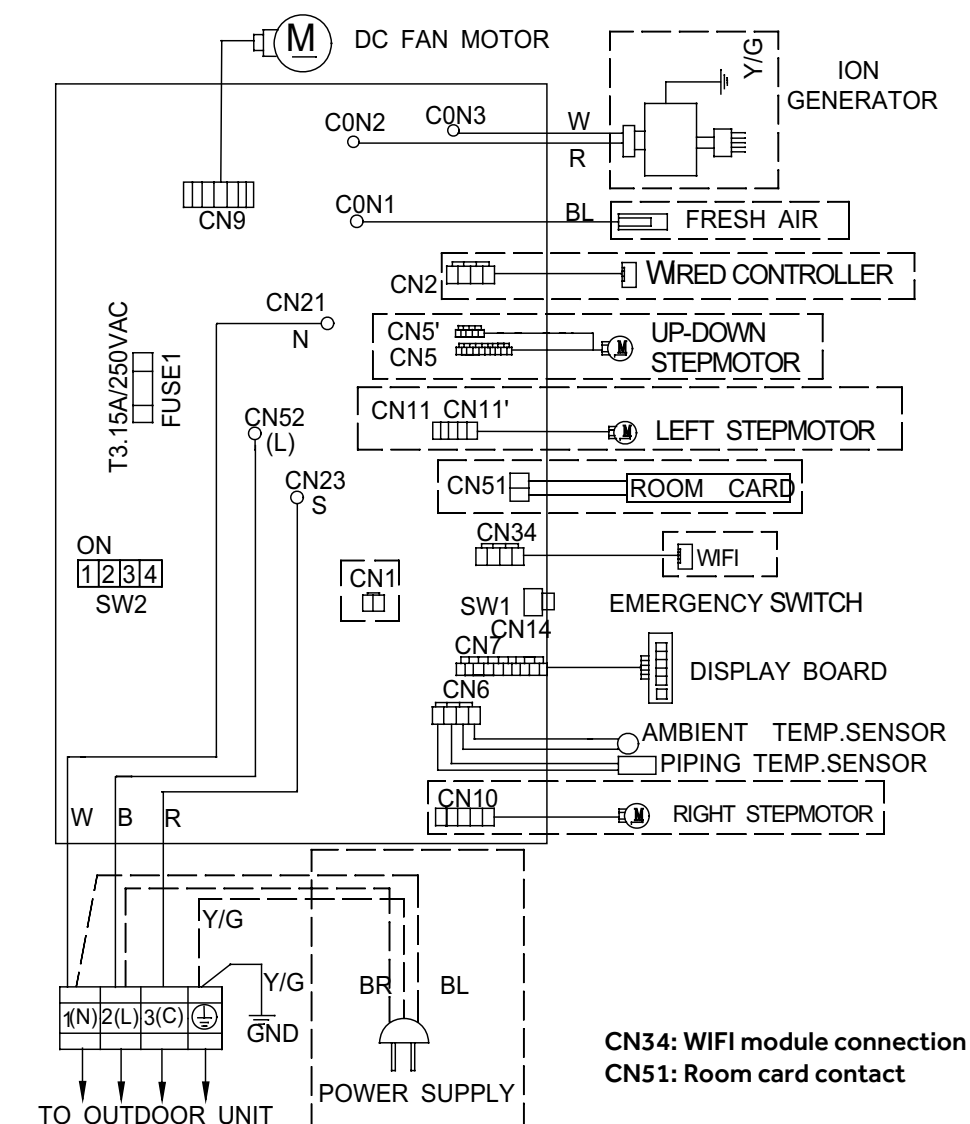 M DC FAN MOTOR
Y/G
ION
GENERATOR
C0N2 C0N3 W
R
CN9
C0N1 BL FRESH AIR
CN2 WIRED CONTROLLER
CN21
N
CN5' UP-DOWN
CN5 M STEPMOTOR
T3.15A/250VAC
FUSE1
CN11 CN11' M LEFT STEPMOTOR
CN52
(L)
CN23
S
CN51 ROOM CARD
CN34
WIFI
ON
1 2 3 4
SW2
CN1
SW1 EMERGENCY SWITCH
CN14
CN7
DISPLAY BOARD
CN6
AMBIENT TEMP.SENSOR
PIPING TEMP.SENSOR
CN10
M RIGHT STEPMOTOR
W B R
Y/G
Y/G BR BL
1(N) 2(L) 3(C)
GND
POWER SUPPLY
TO OUTDOOR UNIT
CN34: WIFI module connection
CN51: Room card contact